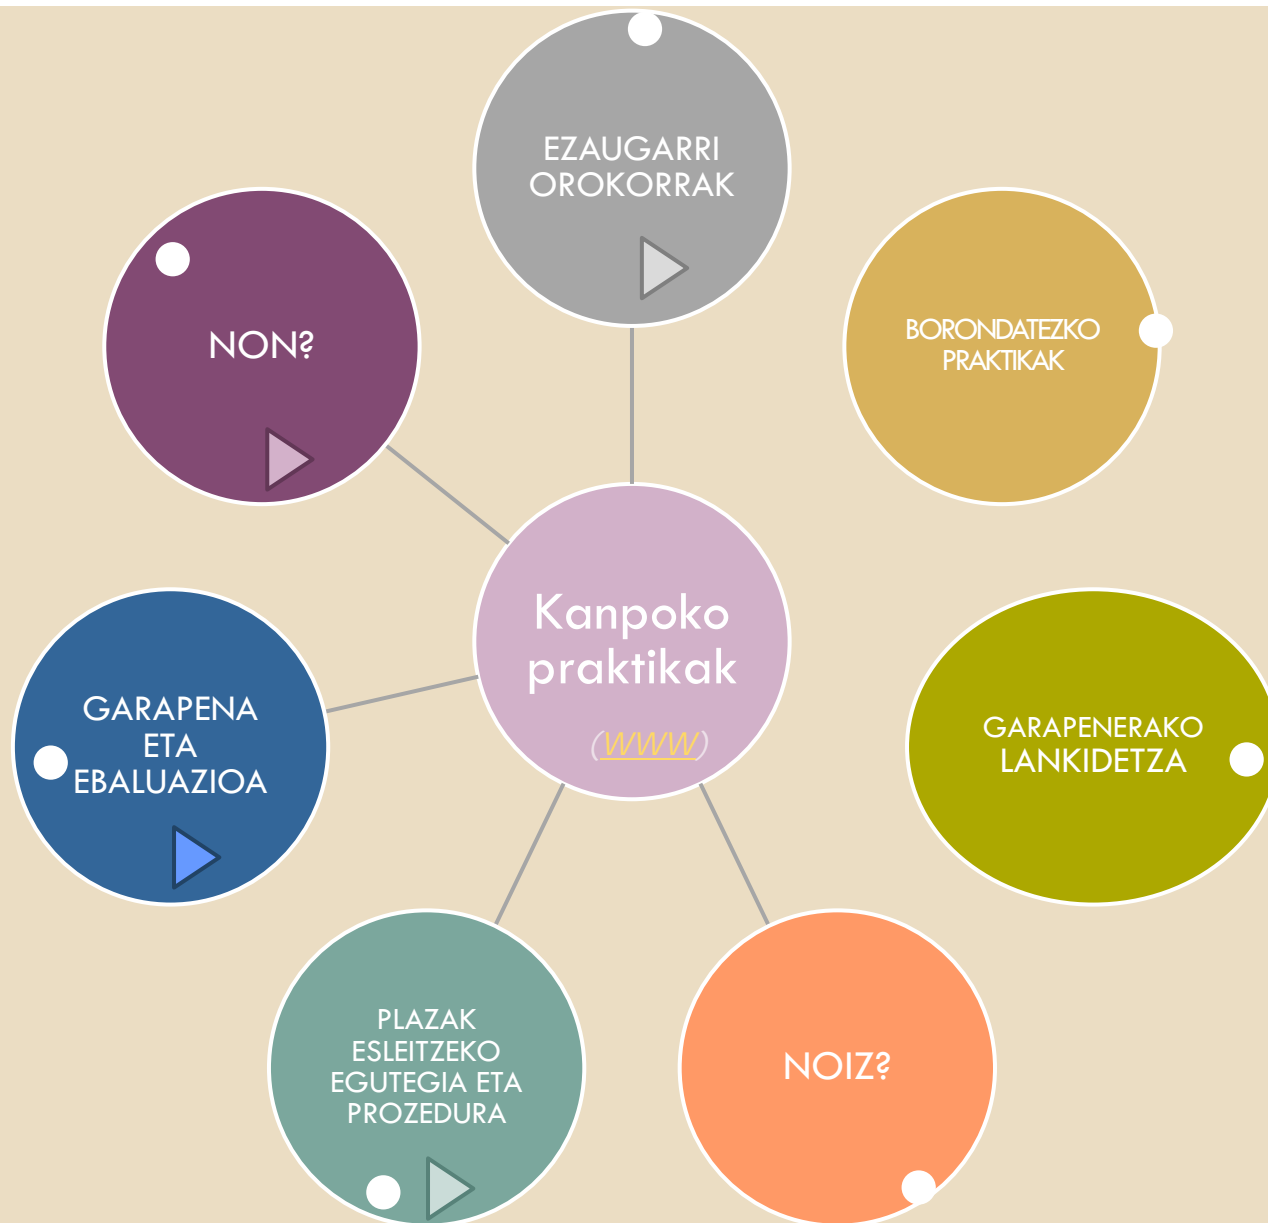 EZAUGARRI
OROKORRAK
BORONDATEZKO
PRAKTIKAK
NON?
Kanpoko
praktikak
(WWW)
GARAPENA
ETA
EBALUAZIOA
GARAPENERAKO
LANKIDETZA
PLAZAK
ESLEITZEKO
EGUTEGIA ETA
PROZEDURA
NOIZ?